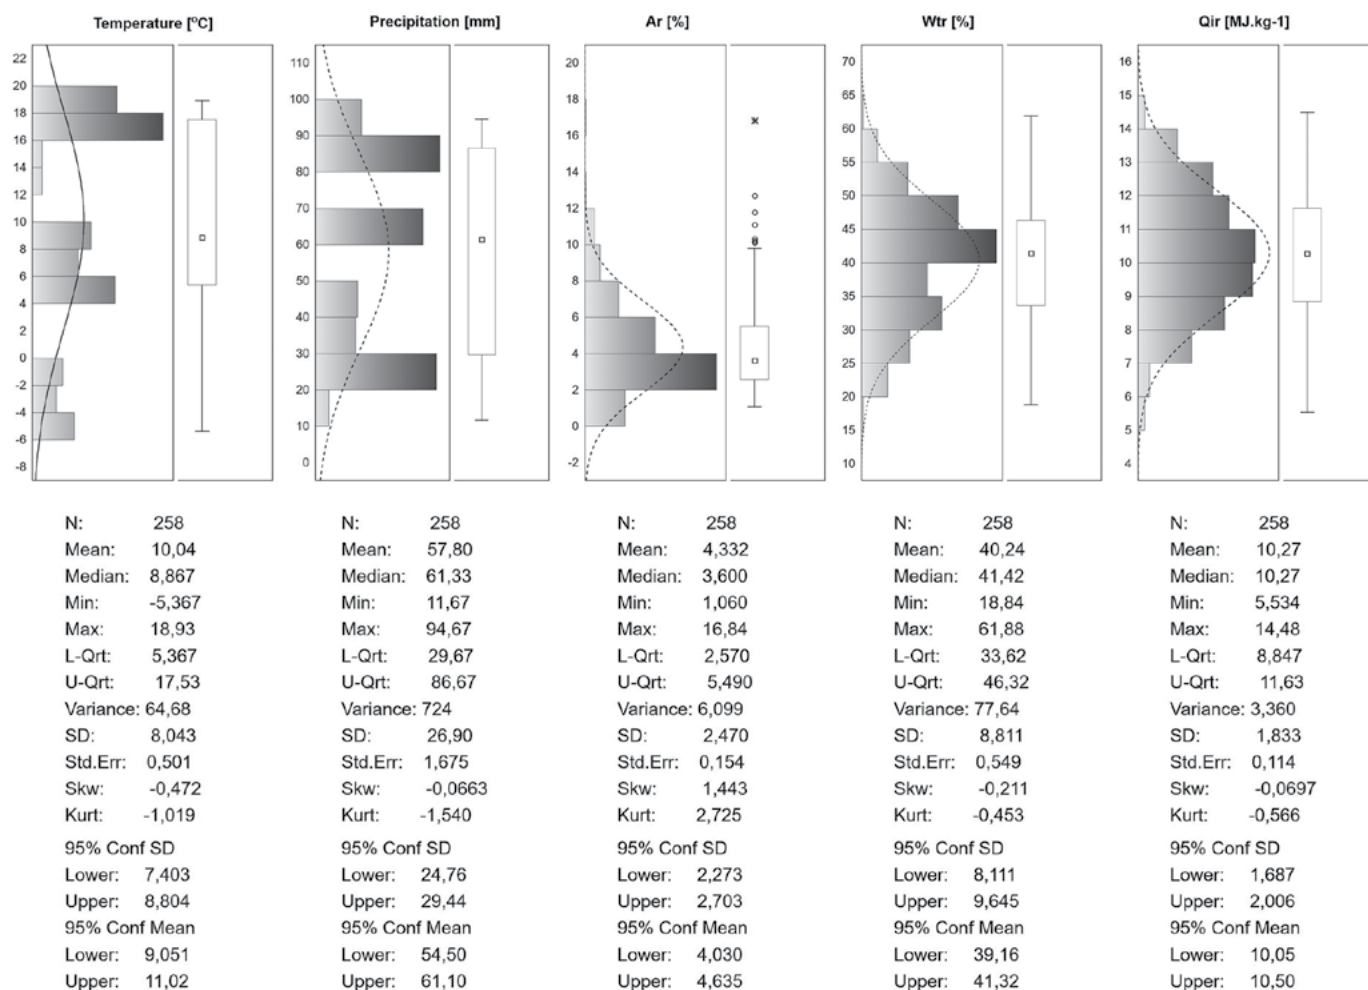 Temperature [°C]
22
20
18
16
14
12
10
8
6
4
2
0
-2
-4
-6
-8
N: 258
Mean: 10,04
Median: 8,867
Min: -5,367
Max: 18,93
L-Qrt: 5,367
U-Qrt: 17,53
Variance: 64,68
SD: 8,043
Std.Err: 0,501
Skw: -0,472
Kurt: -1,019
95% Conf SD
Lower: 7,403
Upper: 8,804
95% Conf Mean
Lower: 9,051
Upper: 11,02
Precipitation [mm]
110
100
90
80
70
60
50
40
30
20
10
0
N: 258
Mean: 57,80
Median: 61,33
Min: 11,67
Max: 94,67
L-Qrt: 29,67
U-Qrt: 86,67
Variance: 724
SD: 26,90
Std.Err: 1,675
Skw: -0,0663
Kurt: -1,540
95% Conf SD
Lower: 24,76
Upper: 29,44
95% Conf Mean
Lower: 54,50
Upper: 61,10
Ar [%]
20
18
16
14
12
10
8
6
4
2
0
-2
N: 258
Mean: 4,332
Median: 3,600
Min: 1,060
Max: 16,84
L-Qrt: 2,570
U-Qrt: 5,490
Variance: 6,099
SD: 2,470
Std.Err: 0,154
Skw: 1,443
Kurt: 2,725
95% Conf SD
Lower: 2,273
Upper: 2,703
95% Conf Mean
Lower: 4,030
Upper: 4,635
Wtr [%]
70
65
60
55
50
45
40
35
30
25
20
10
N: 258
Mean: 40,24
Median: 41,42
Min: 18,84
Max: 61,88
L-Qrt: 33,62
U-Qrt: 46,32
Variance: 77,64
SD: 8,811
Std.Err: 0,549
Skw: -0,211
Kurt: -0,453
95% Conf SD
Lower: 8,111
Upper: 9,645
95% Conf Mean
Lower: 39,16
Upper: 41,32
Qir [MJ.kg-1]
16
15
14
13
12
11
10
9
8
7
6
5
4
N: 258
Mean: 10,27
Median: 10,27
Min: 5,534
Max: 14,48
L-Qrt: 8,847
U-Qrt: 11,63
Variance: 3,360
SD: 1,833
Std.Err: 0,114
Skw: -0,0697
Kurt: -0,566
95% Conf SD
Lower: 1,687
Upper: 2,006
95% Conf Mean
Lower: 10,05
Upper: 10,50